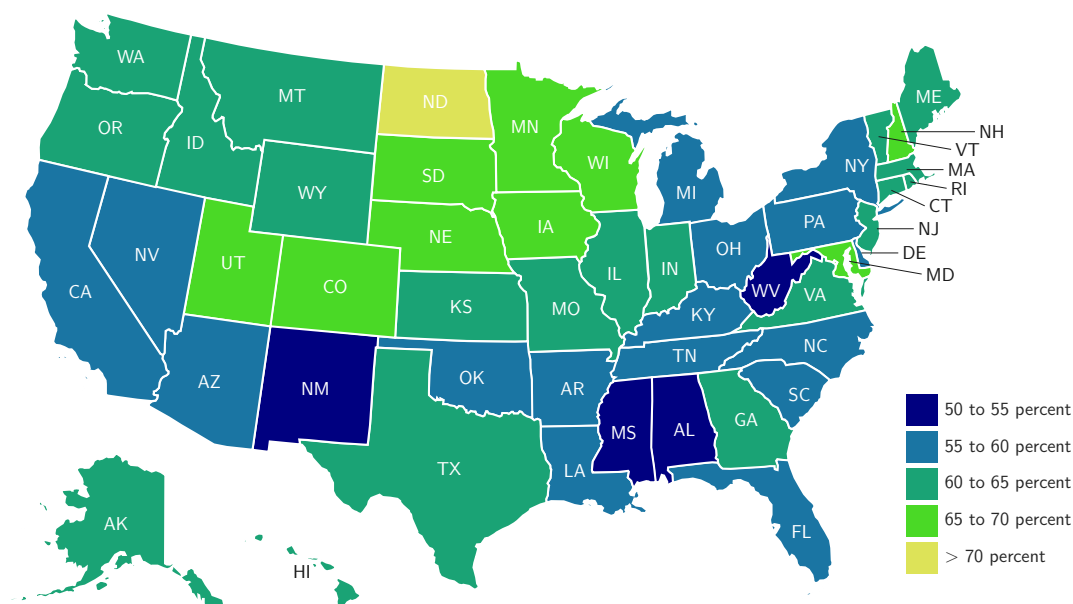 WA
MT
ND
MN
ME
OR
ID
NH
VT
WI
NY
MA
SD
WY
MI
RI
CT
PA
NJ
IA
NE
OH
NV
DE
UT
IL
IN
MD
CO
WV
CA
VA
KS
MO
KY
NC
TN
AZ
NM
OK
AR
SC
50 to 55 percent
GA
MS
AL
55 to 60 percent
TX
LA
60 to 65 percent
AK
65 to 70 percent
FL
> 70 percent
HI